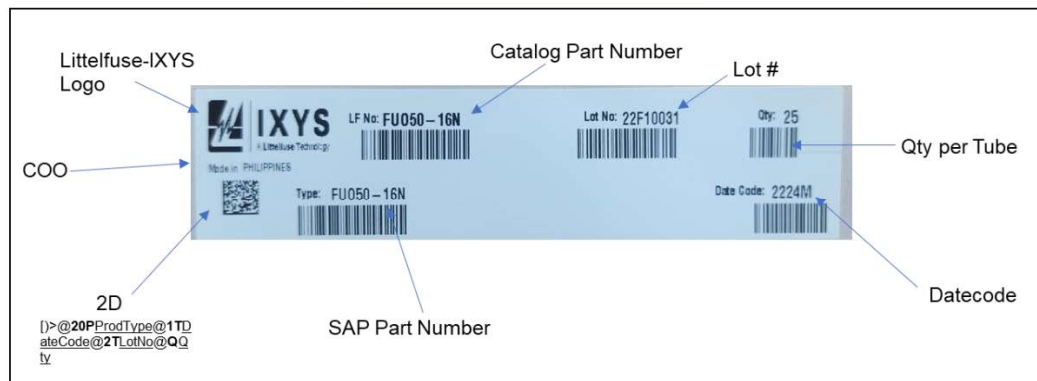 Littelfuse-IXYS
Logo
Catalog Part Number
Lot #
IXYS
A Littelfuse Technology
LF No: FUO50-16N
Lot No: 22F10031
Qty: 25
Qty per Tube
COO
Made in PHILIPPINES
Type: FUO50-16N
Date Code: 2224M
2D
[)>@20PProdType@1TD
ateCode@2TLotNo@QQ
ty
SAP Part Number
Datecode